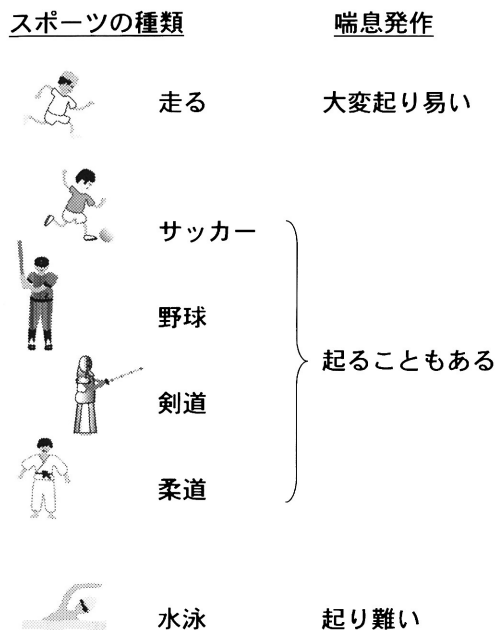 スポーツの種類 喘息発作
走る 大変起り易い
サッカー
野球
起ることもある
剣道
柔道
水泳 起り難い